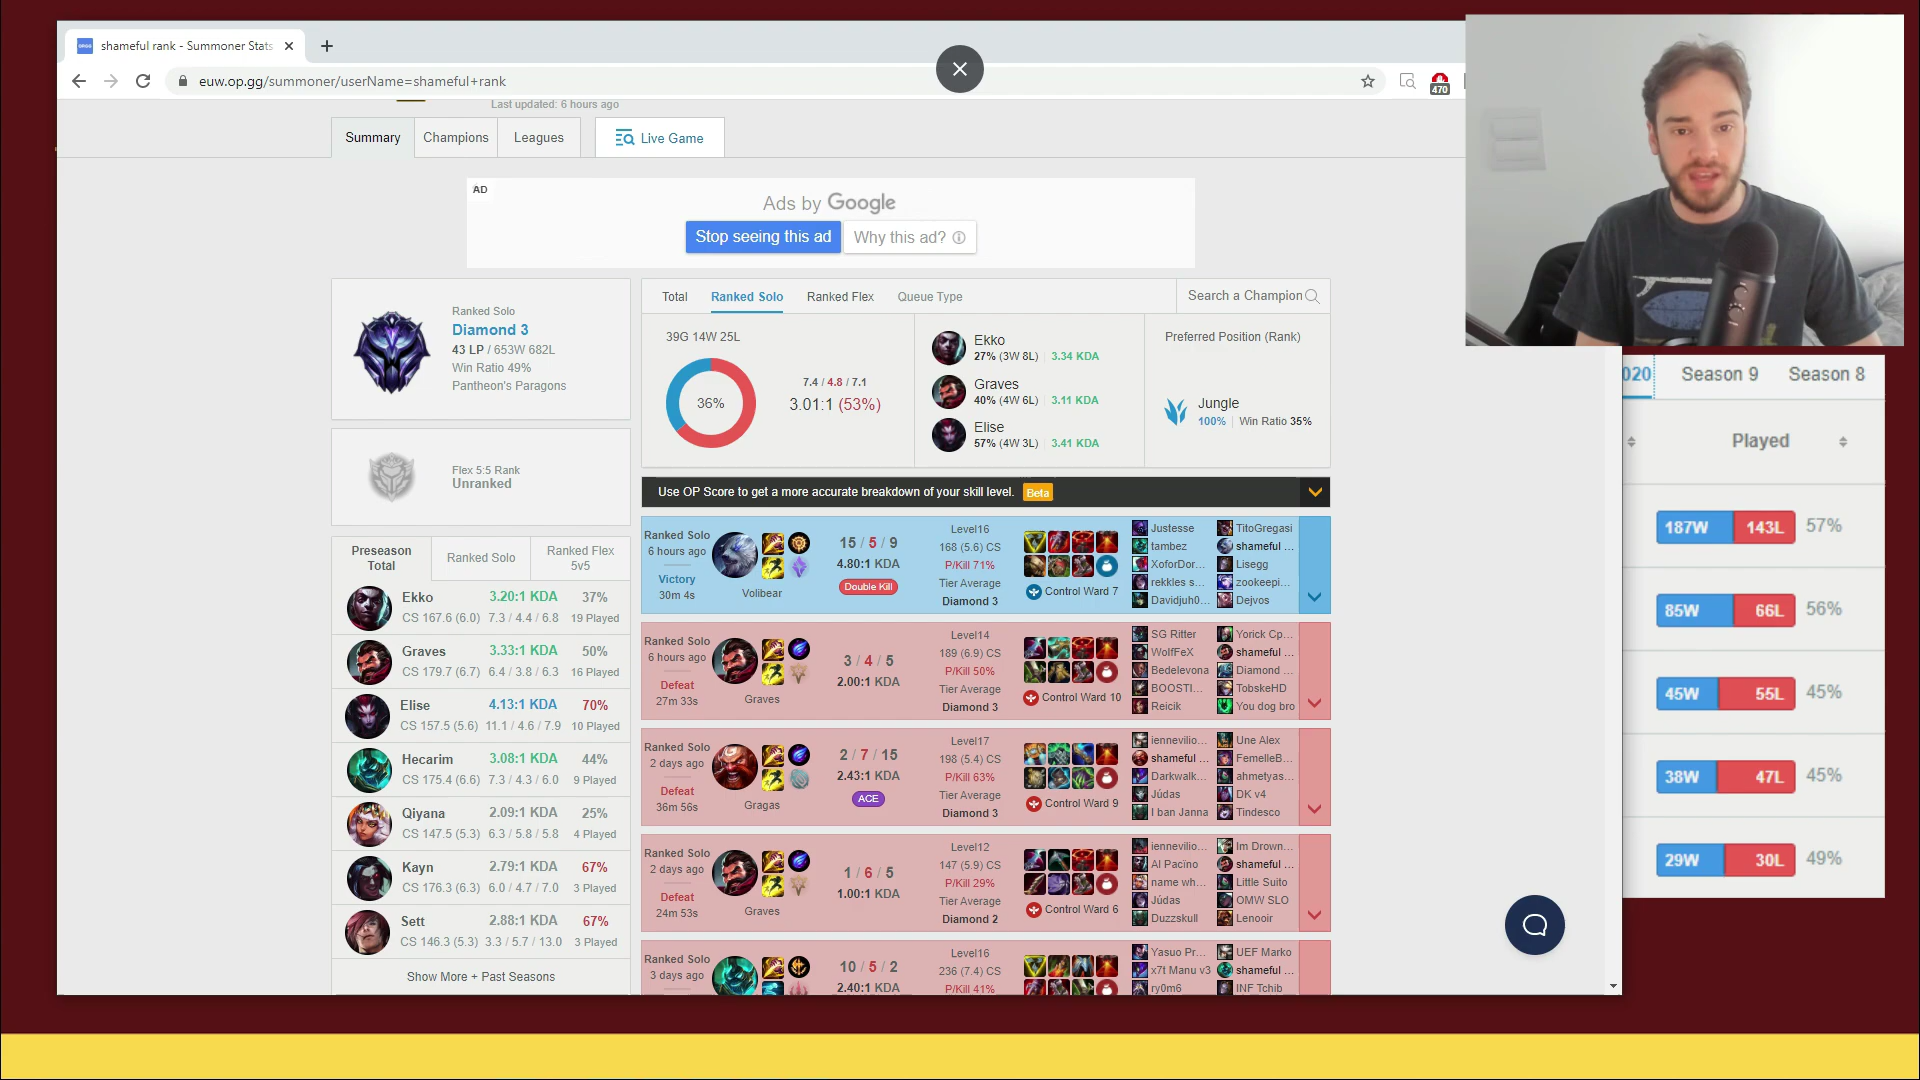 shameful rank - Summoner Stats
euw.op.gg/summoner/userName=shameful+rank
470
Last updated: 6 hours ago
Summary
Champions
Leagues
Live Game
AD
Ads by Google
Stop seeing this ad
Why this ad?
Ranked Solo
Diamond 3
43 LP / 653W 682L
Win Ratio 49%
Pantheon's Paragons
Flex 5:5 Rank
Unranked
Total
Ranked Solo
Ranked Flex
Queue Type
Search a Champion
39G 14W 25L
36%
7.4 / 4.8 / 7.1
3.01:1 (53%)
Ekko
27% (3W 8L) 3.34 KDA
Graves
40% (4W 6L) 3.11 KDA
Elise
57% (4W 3L) 3.41 KDA
Preferred Position (Rank)
Jungle
100% Win Ratio 35%
Use OP Score to get a more accurate breakdown of your skill level. Beta
Preseason
Total
Ranked Solo
Ranked Flex
5v5
Ekko
CS 167.6 (6.0)
3.20:1 KDA
7.3 / 4.4 / 6.8
37%
19 Played
Graves
CS 179.7 (6.7)
3.33:1 KDA
6.4 / 3.8 / 6.3
50%
16 Played
Elise
CS 157.5 (5.6)
4.13:1 KDA
11.1 / 4.6 / 7.9
70%
10 Played
Hecarim
CS 175.4 (6.6)
3.08:1 KDA
7.3 / 4.3 / 6.0
44%
9 Played
Qiyana
CS 147.5 (5.3)
2.09:1 KDA
6.3 / 5.8 / 5.8
25%
4 Played
Kayn
CS 176.3 (6.3)
2.79:1 KDA
6.0 / 4.7 / 7.0
67%
3 Played
Sett
CS 146.3 (5.3)
2.88:1 KDA
3.3 / 5.7 / 13.0
67%
3 Played
Show More + Past Seasons
Ranked Solo
6 hours ago
Victory
30m 4s
Volibear
15 / 5 / 9
4.80:1 KDA
Double Kill
Level16
168 (5.6) CS
P/Kill 71%
Tier Average
Diamond 3
Control Ward 7
Justesse
tambez
XoforDor...
rekkles s...
Davidjuh0...
TitoGregasi
shameful ...
Lisegg
zookeepi...
Dejvos
Ranked Solo
6 hours ago
Defeat
27m 33s
Graves
3 / 4 / 5
2.00:1 KDA
Level14
189 (6.9) CS
P/Kill 50%
Tier Average
Diamond 3
Control Ward 10
SG Ritter
WolfFeX
Bedelevona
BOOSTI...
Reicik
Yorick Cp...
shameful ...
Diamond ...
TobskeHD
You dog bro
Ranked Solo
2 days ago
Defeat
36m 56s
Gragas
2 / 7 / 15
2.43:1 KDA
ACE
Level17
198 (5.4) CS
P/Kill 63%
Tier Average
Diamond 3
Control Ward 9
iennevilio...
shameful ...
Darkwalk...
Júdas
I ban Janna
Une Alex
FemelleB...
ahmetyas...
DK v4
Tindesco
Ranked Solo
2 days ago
Defeat
24m 53s
Graves
1 / 6 / 5
1.00:1 KDA
Level12
147 (5.9) CS
P/Kill 29%
Tier Average
Diamond 2
Control Ward 6
iennevilio...
Al Pacino
name wh...
Júdas
Duzzskull
Im Drown...
shameful ...
Little Suito
OMW SLO
Lenooir
Ranked Solo
3 days ago
10 / 5 / 2
2.40:1 KDA
Level16
236 (7.4) CS
P/Kill 41%
Yasuo Pr...
x7t Manu v3
ry0m6
UEF Marko
shameful ...
INF Tchib
020
Season 9
Season 8
Played
187W 143L 57%
85W 66L 56%
45W 55L 45%
38W 47L 45%
29W 30L 49%